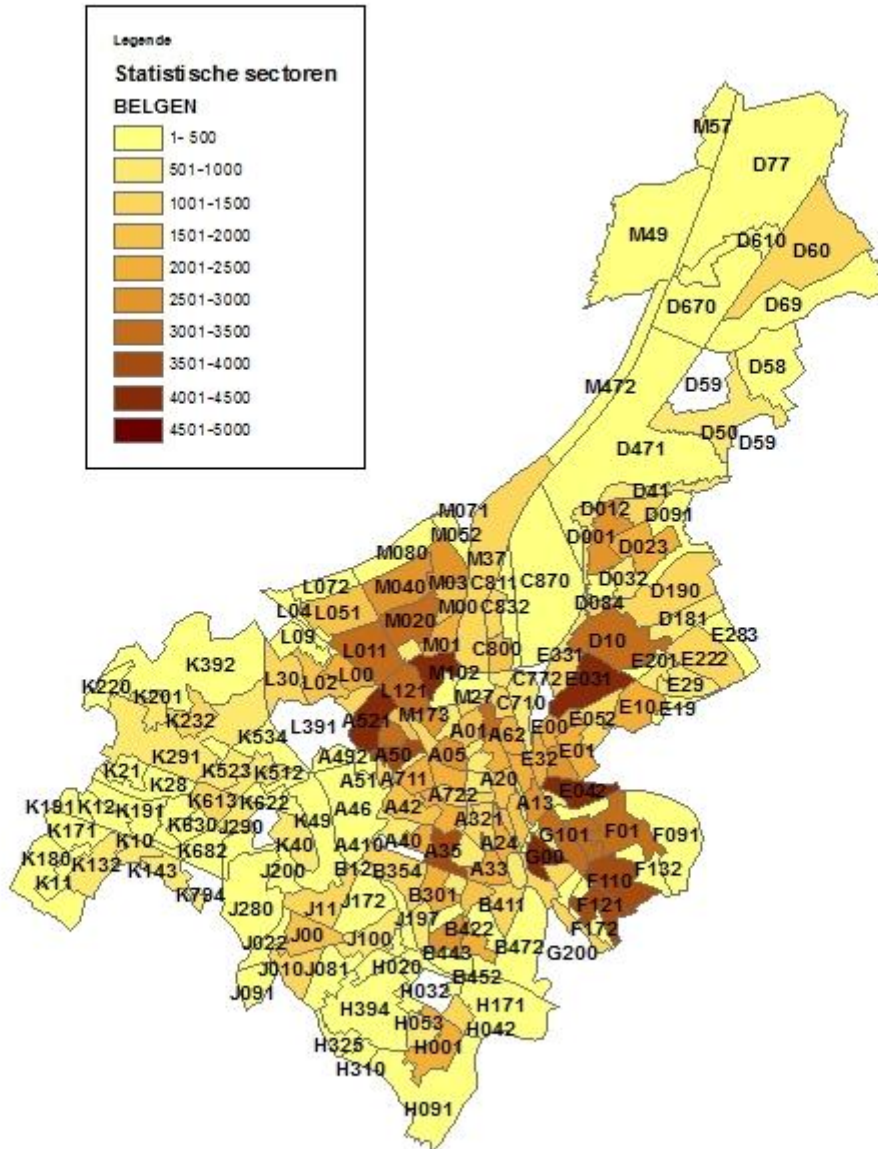 Legende
Statistische sectoren
BELGEN
1- 500
501-1000
1001-1500
1501-2000
2001-2500
2501-3000
3001-3500
3501-4000
4001-4500
4501-5000
M57
D77
M49
D610
D60
D670
D69
D58
D59
M472
D50
D59
D471
D41
M071
D012
D091
M052
D001
M080
M37
D023
L072
M040
M03
C811
C870
D032
L04
L051
M00
C832
D084
D190
M020
D181
L09
M01
C800
D10
E283
K392
L011
E331
E201
E222
K220
L30
L02
L00
M102
C772
E031
E29
K201
L121
M27
C710
E10
E19
K232
L391
A521
M173
A01
A62
E00
E052
K534
A492
A50
A05
E32
E01
K291
K523
K512
A51
A711
A20
K21
K28
A722
A13
E042
K191
K12
K191
K613
K622
K49
A46
A42
A321
K171
K630
J290
G101
F01
F091
K10
K40
A410
A40
A35
A24
K180
K132
K682
G00
F132
K11
K143
J200
B12
B354
A33
F110
K794
J280
J11
J172
B301
B411
F121
J197
F172
J022
J00
J100
B422
G200
B443
B472
J010
J081
H020
B452
J091
H032
H394
H171
H053
H042
H325
H001
H310
H091